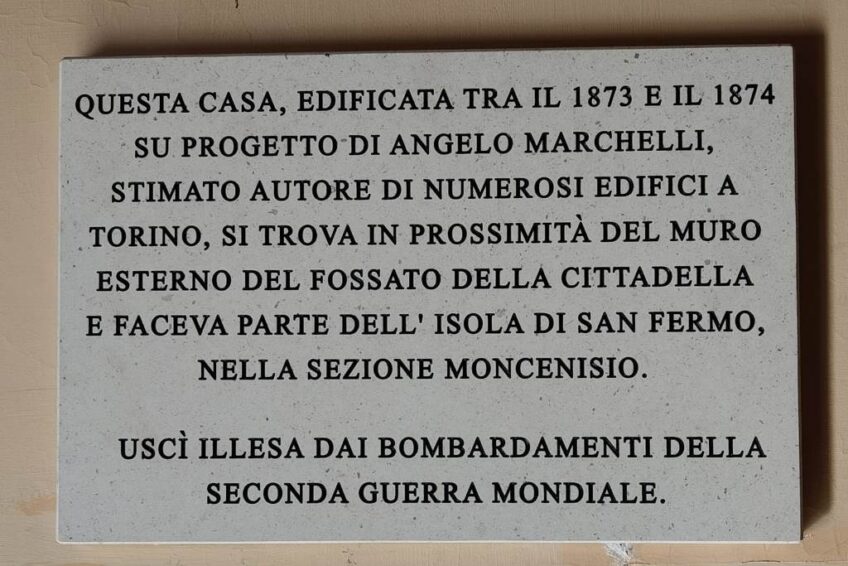 QUESTA CASA, EDIFICATA TRA IL 1873 E IL 1874
SU PROGETTO DI ANGELO MARCHELLI,
STIMATO AUTORE DI NUMEROSI EDIFICI A
TORINO, SI TROVA IN PROSSIMITÀ DEL MURO
ESTERNO DEL FOSSATO DELLA CITTADELLA
E FACEVA PARTE DELL' ISOLA DI SAN FERMO,
NELLA SEZIONE MONCENISIO.
USCÌ ILLESA DAI BOMBARDAMENTI DELLA
SECONDA GUERRA MONDIALE.